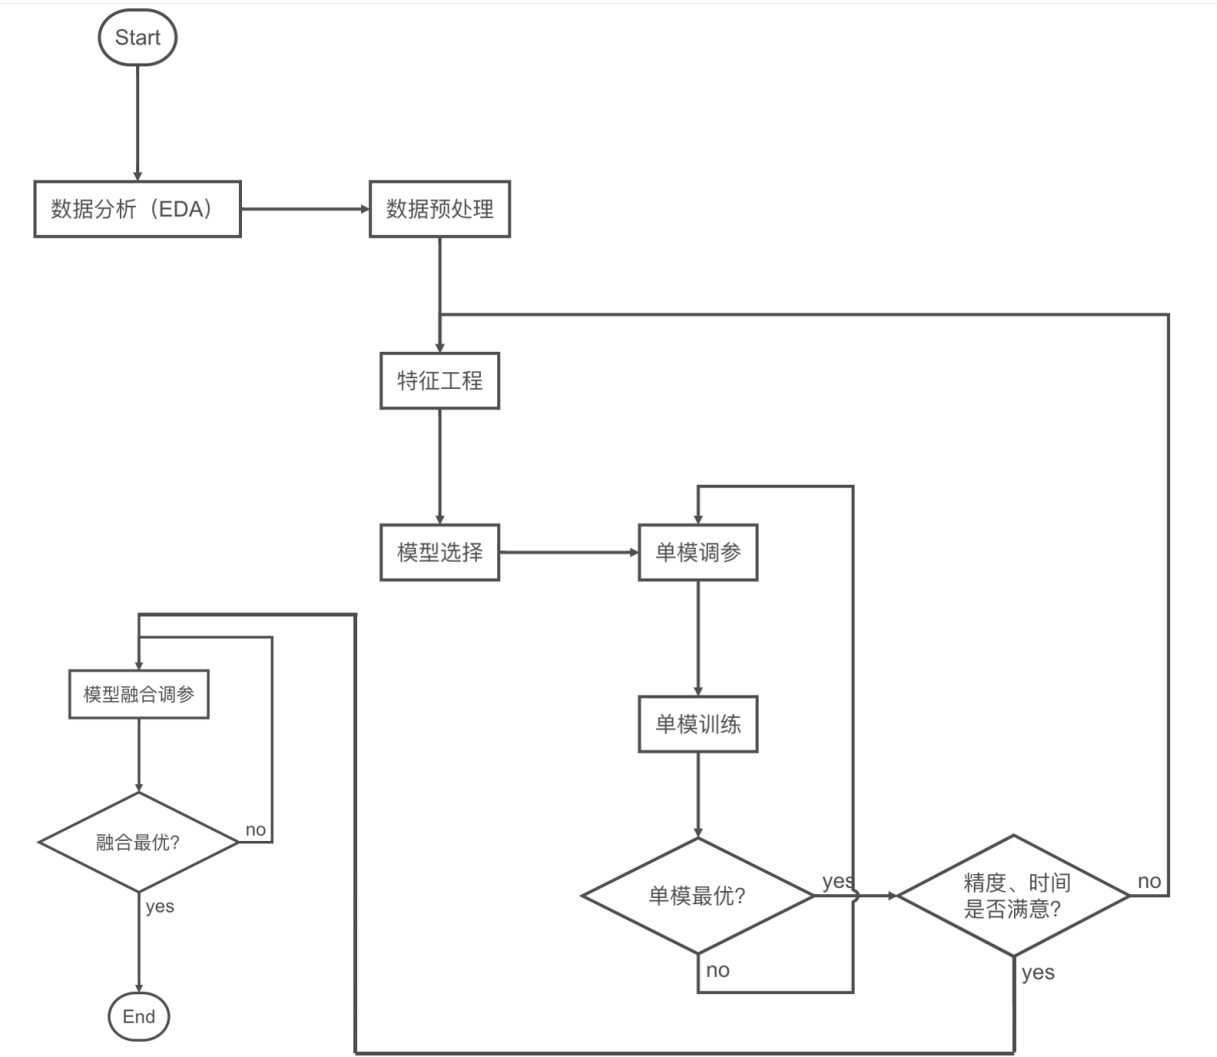 Start
数据分析（EDA）
数据预处理
特征工程
模型选择
单模调参
单模训练
单模最优?
yes
no
精度、时间
是否满意?
no
yes
模型融合调参
融合最优?
no
yes
End